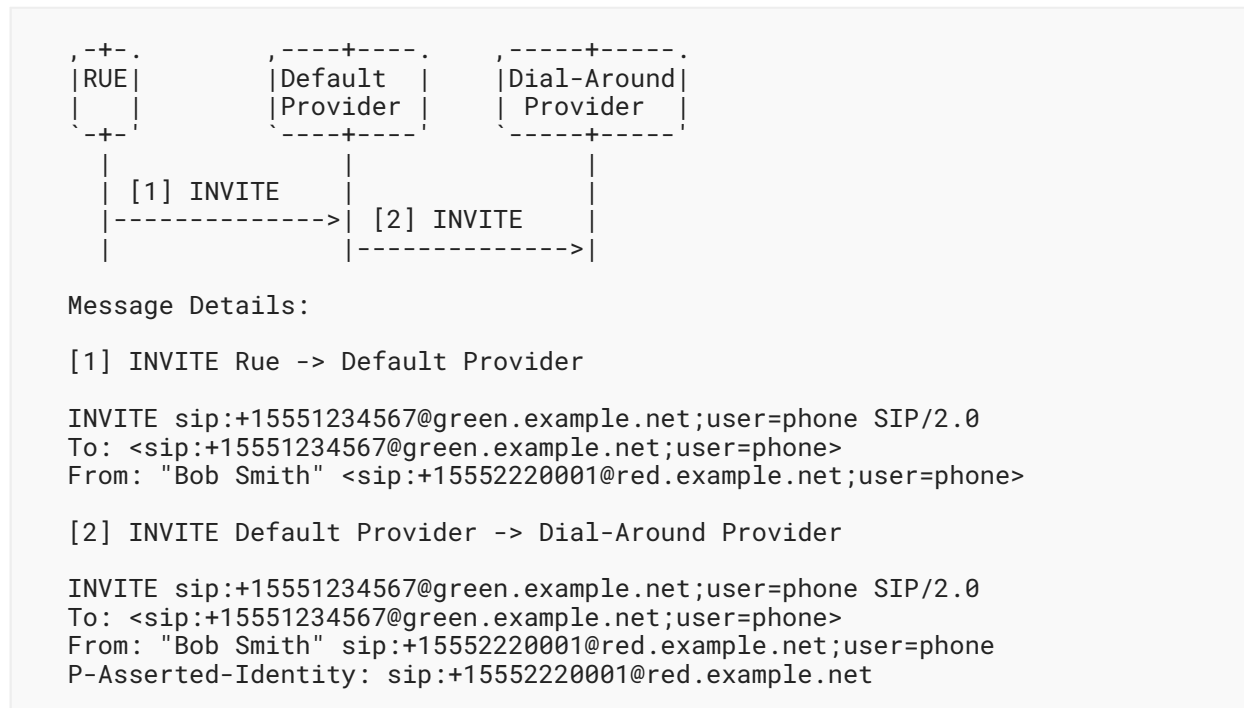 ,-+-.          ,----+----.    ,-----+-----.
|RUE|          |Default  |    |Dial-Around|
|   |          |Provider |    | Provider  |
`-+-'          `----+----'    `-----+-----'
  |                 |               |
  | [1] INVITE      |               |
  |---------------->| [2] INVITE    |
  |                 |-------------->|
Message Details:
[1] INVITE Rue -> Default Provider
INVITE sip:+15551234567@green.example.net;user=phone SIP/2.0
To: <sip:+15551234567@green.example.net;user=phone>
From: "Bob Smith" <sip:+15552220001@red.example.net;user=phone>
[2] INVITE Default Provider -> Dial-Around Provider
INVITE sip:+15551234567@green.example.net;user=phone SIP/2.0
To: <sip:+15551234567@green.example.net;user=phone>
From: "Bob Smith" sip:+15552220001@red.example.net;user=phone
P-Asserted-Identity: sip:+15552220001@red.example.net